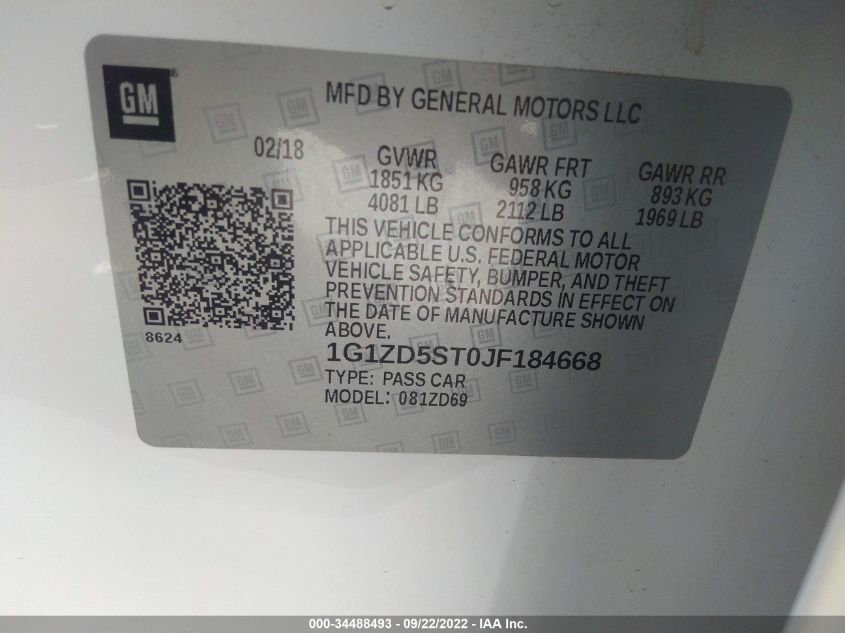 GM
MFD BY GENERAL MOTORS LLC
02/18
GVWR GAWR FRT GAWR RR
1851 KG 958 KG 893 KG
4081 LB 2112 LB 1969 LB
THIS VEHICLE CONFORMS TO ALL
APPLICABLE U.S. FEDERAL MOTOR
VEHICLE SAFETY, BUMPER, AND THEFT
PREVENTION STANDARDS IN EFFECT ON
THE DATE OF MANUFACTURE SHOWN
ABOVE.
8624
1G1ZD5ST0JF184668
TYPE: PASS CAR
MODEL: 081ZD69
000-34488493 - 09/22/2022 - IAA Inc.